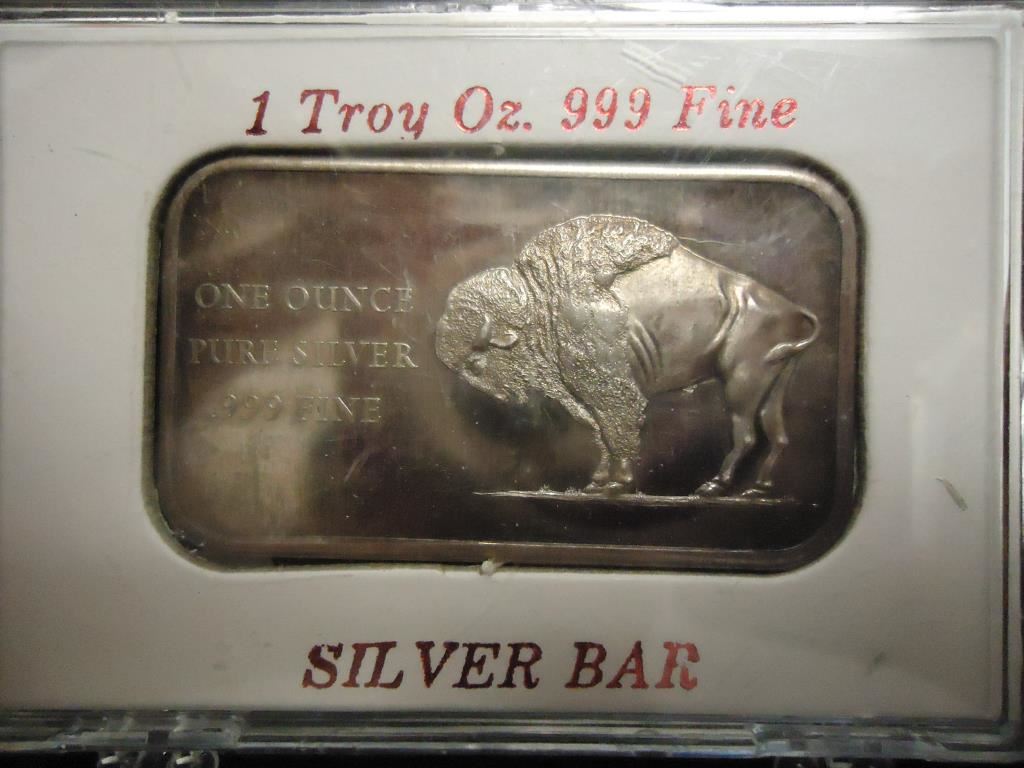 1 Troy Oz. 999 Fine
ONE OUNCE
PURE SILVER
.999 FINE
SILVER BAR